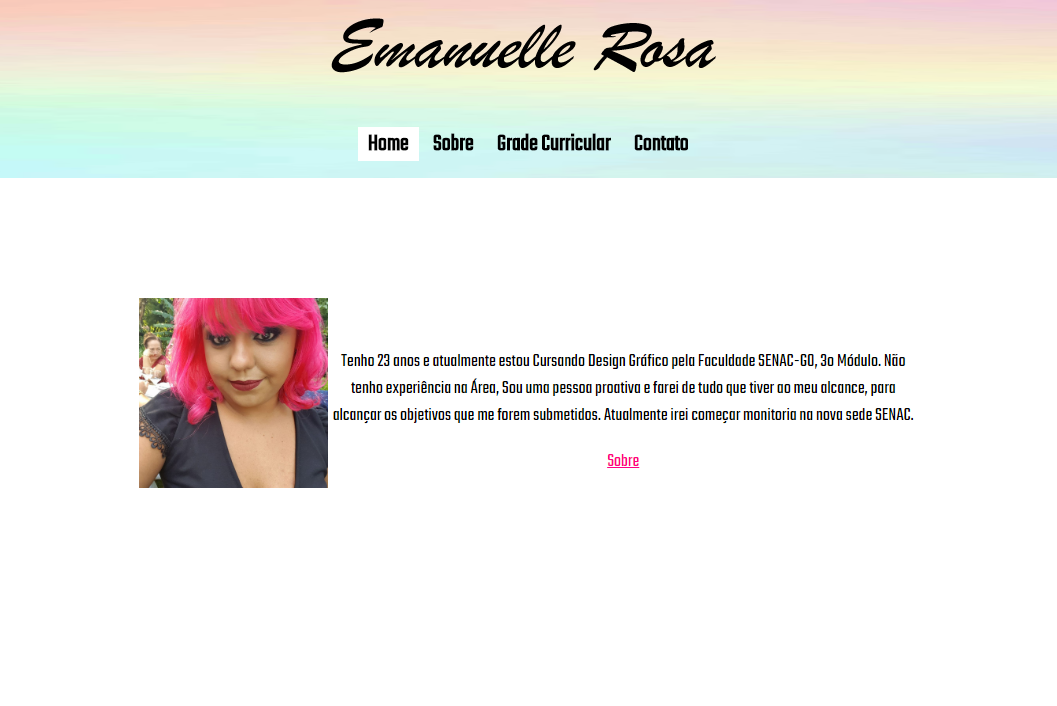 Emanuelle Rosa
Home Sobre Grade Curricular Contato
Tenho 23 anos e atualmente estou Cursando Design Gráfico pela Faculdade SENAC-GO, 3o Módulo. Não
tenho experiência na Área, Sou uma pessoa proativa e farei de tudo que tiver ao meu alcance, para
alcançar os objetivos que me forem submetidos. Atualmente irei começar monitoria na nova sede SENAC.
Sobre